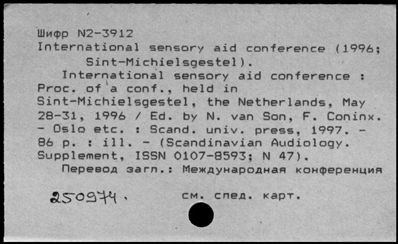 Шифр N2-3912
International sensory aid conference (1996;
Sint-Michielsgestel).
International sensory aid conference :
Proc. of a conf., held in
Sint-Michielsgestel, the Netherlands, May
28-31, 1996 / Ed. by N. van Son, F. Coninx.
- Oslo etc. : Scand. univ. press, 1997. -
86 p. : ill. - (Scandinavian Audiology.
Supplement, ISSN 0107-8593; N 47).
Перевод загл.: Международная конференция
250974. см. след. карт.